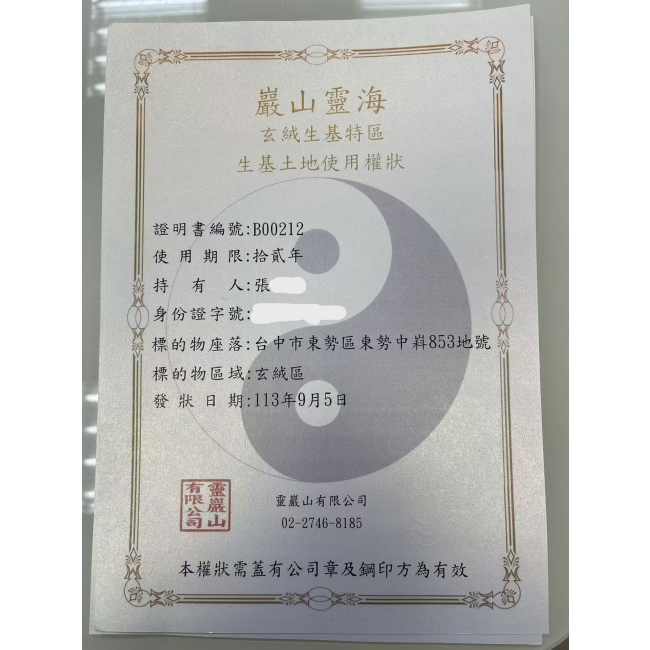 巖山靈海
玄絨生基特區
生基土地使用權狀
證明書編號:B00212
使用期限:拾貳年
持有人:張
身份證字號:
標的物座落:台中市東勢區東勢中嵙853地號
標的物區域:玄絨區
發狀日期:113年9月5日
靈巖山有限公司
靈巖山有限公司
02-2746-8185
本權狀需蓋有公司章及鋼印方為有效